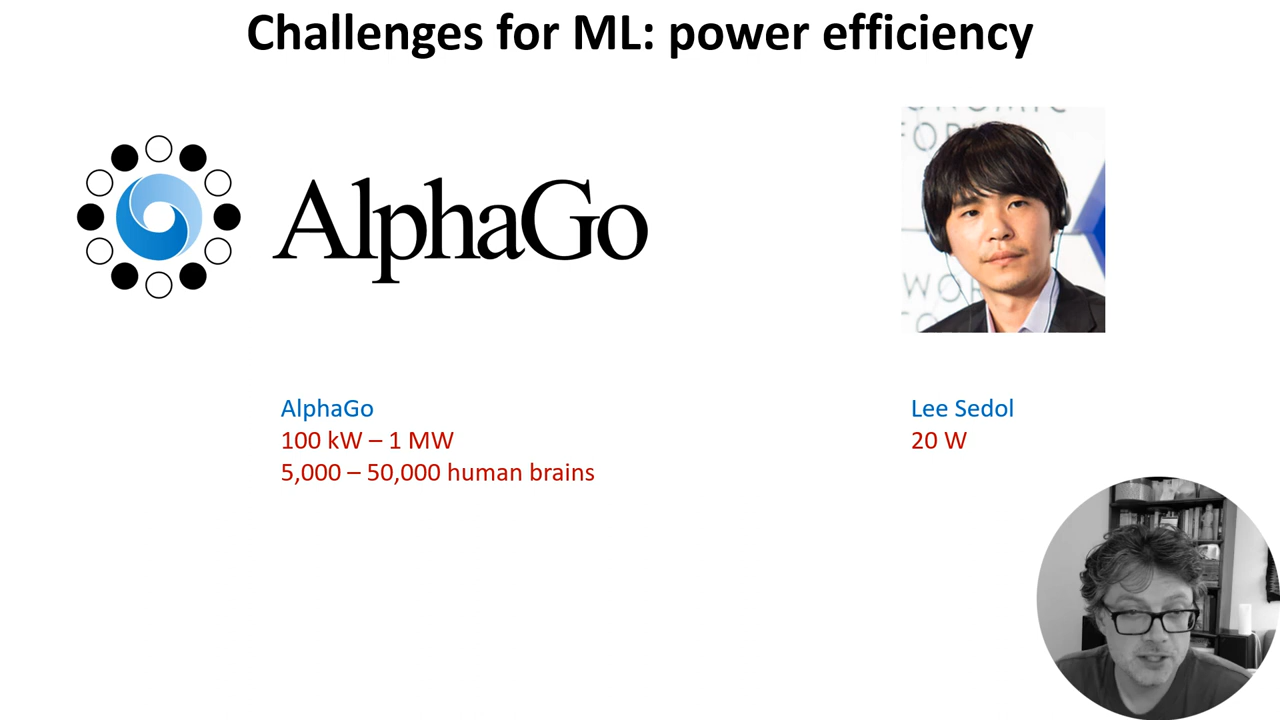 Challenges for ML: power efficiency
AlphaGo
AlphaGo
100 kW – 1 MW
5,000 – 50,000 human brains
Lee Sedol
20 W